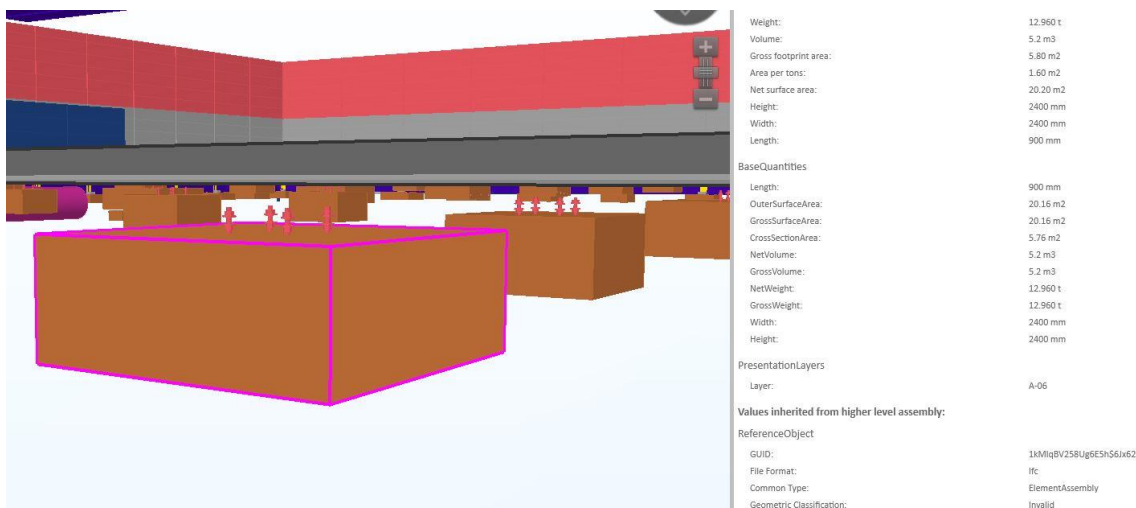 Weight: 12.960 t
Volume: 5.2 m3
Gross footprint area: 5.80 m2
Area per tons: 1.60 m2
Net surface area: 20.20 m2
Height: 2400 mm
Width: 2400 mm
Length: 900 mm
BaseQuantities
Length: 900 mm
OuterSurfaceArea: 20.16 m2
GrossSurfaceArea: 20.16 m2
CrossSectionArea: 5.76 m2
NetVolume: 5.2 m3
GrossVolume: 5.2 m3
NetWeight: 12.960 t
GrossWeight: 12.960 t
Width: 2400 mm
Height: 2400 mm
PresentationLayers
Layer: A-06
Values inherited from higher level assembly:
ReferenceObject
GUID: 1kMlqBV258Ug6E5h$6Jx62
File Format: Ifc
Common Type: ElementAssembly
Geometric Classification: Invalid